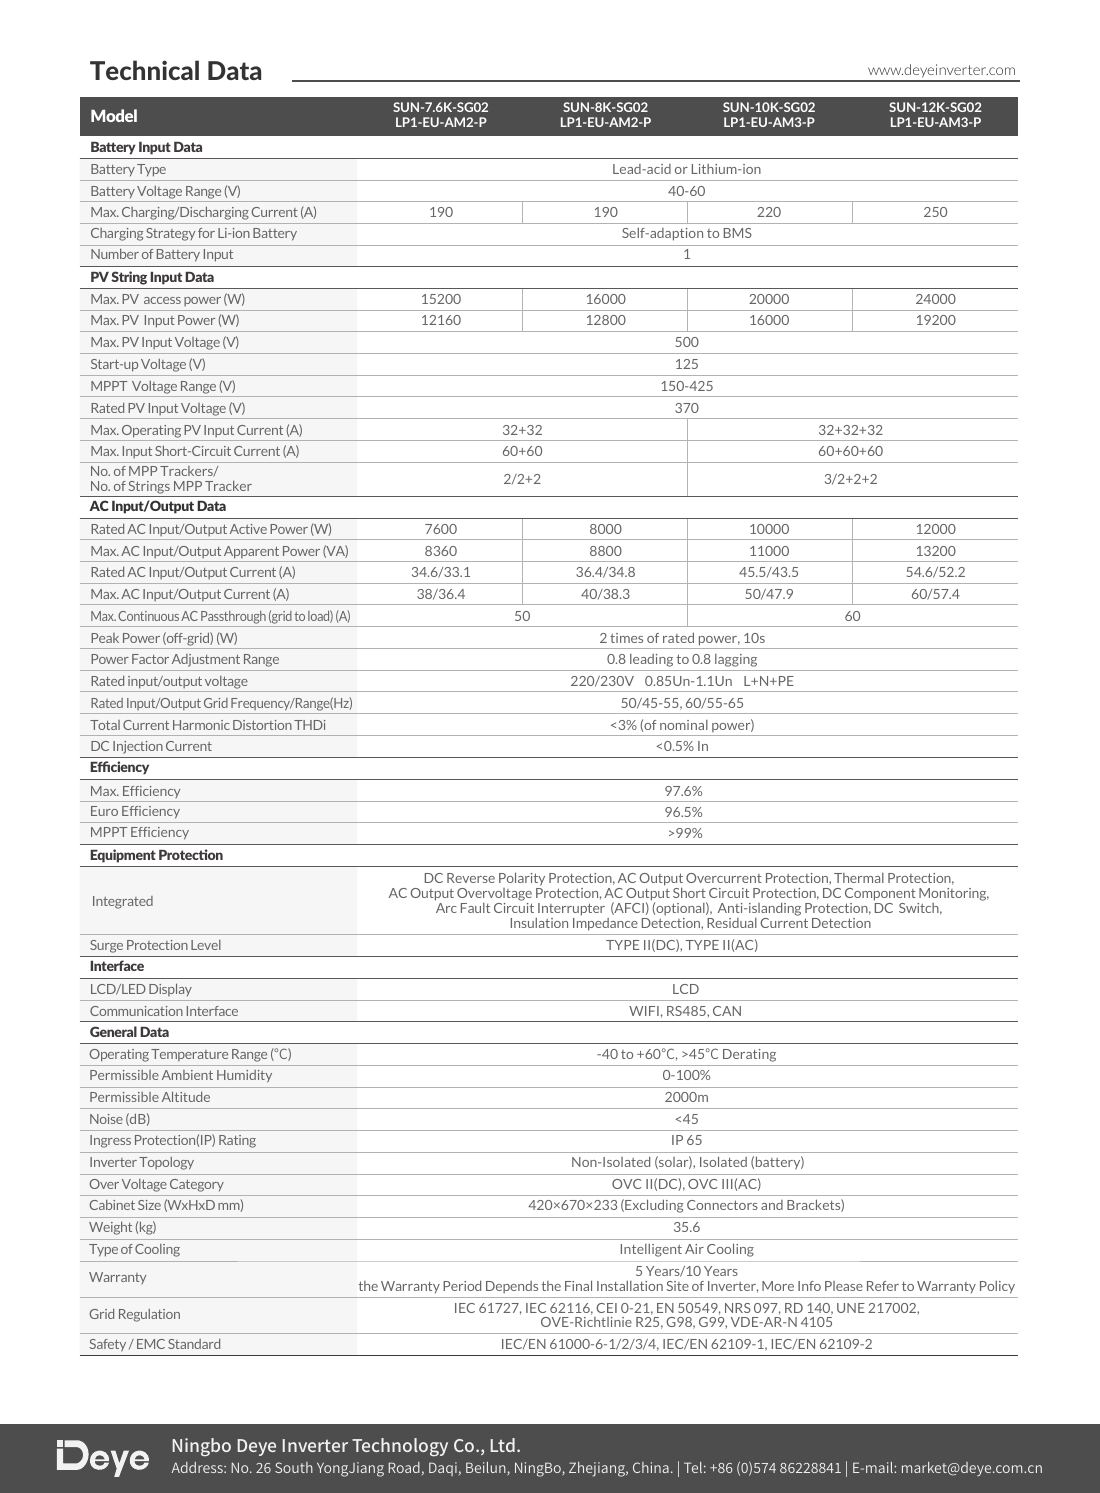 Technical Data
www.deyeinverter.com
Model
SUN-7.6K-SG02 LP1-EU-AM2-P
SUN-8K-SG02 LP1-EU-AM2-P
SUN-10K-SG02 LP1-EU-AM3-P
SUN-12K-SG02 LP1-EU-AM3-P
Battery Input Data
Battery Type Lead-acid or Lithium-ion
Battery Voltage Range (V) 40-60
Max. Charging/Discharging Current (A) 190 190 220 250
Charging Strategy for Li-ion Battery Self-adaption to BMS
Number of Battery Input 1
PV String Input Data
Max. PV access power (W) 15200 16000 20000 24000
Max. PV Input Power (W) 12160 12800 16000 19200
Max. PV Input Voltage (V) 500
Start-up Voltage (V) 125
MPPT Voltage Range (V) 150-425
Rated PV Input Voltage (V) 370
Max. Operating PV Input Current (A) 32+32 32+32+32
Max. Input Short-Circuit Current (A) 60+60 60+60+60
No. of MPP Trackers/
No. of Strings MPP Tracker 2/2+2 3/2+2+2
AC Input/Output Data
Rated AC Input/Output Active Power (W) 7600 8000 10000 12000
Max. AC Input/Output Apparent Power (VA) 8360 8800 11000 13200
Rated AC Input/Output Current (A) 34.6/33.1 36.4/34.8 45.5/43.5 54.6/52.2
Max. AC Input/Output Current (A) 38/36.4 40/38.3 50/47.9 60/57.4
Max. Continuous AC Passthrough (grid to load) (A) 50 60
Peak Power (off-grid) (W) 2 times of rated power, 10s
Power Factor Adjustment Range 0.8 leading to 0.8 lagging
Rated input/output voltage 220/230V 0.85Un-1.1Un L+N+PE
Rated Input/Output Grid Frequency/Range(Hz) 50/45-55, 60/55-65
Total Current Harmonic Distortion THDi <3% (of nominal power)
DC Injection Current <0.5% In
Efficiency
Max. Efficiency 97.6%
Euro Efficiency 96.5%
MPPT Efficiency >99%
Equipment Protection
Integrated
DC Reverse Polarity Protection, AC Output Overcurrent Protection, Thermal Protection,
AC Output Overvoltage Protection, AC Output Short Circuit Protection, DC Component Monitoring,
Arc Fault Circuit Interrupter (AFCI) (optional), Anti-islanding Protection, DC Switch,
Insulation Impedance Detection, Residual Current Detection
Surge Protection Level TYPE II(DC), TYPE II(AC)
Interface
LCD/LED Display LCD
Communication Interface WIFI, RS485, CAN
General Data
Operating Temperature Range (℃) -40 to +60℃, >45℃ Derating
Permissible Ambient Humidity 0-100%
Permissible Altitude 2000m
Noise (dB) <45
Ingress Protection(IP) Rating IP 65
Inverter Topology Non-Isolated (solar), Isolated (battery)
Over Voltage Category OVC II(DC), OVC III(AC)
Cabinet Size (WxHxD mm) 420×670×233 (Excluding Connectors and Brackets)
Weight (kg) 35.6
Type of Cooling Intelligent Air Cooling
Warranty
5 Years/10 Years
the Warranty Period Depends the Final Installation Site of Inverter, More Info Please Refer to Warranty Policy
Grid Regulation
IEC 61727, IEC 62116, CEI 0-21, EN 50549, NRS 097, RD 140, UNE 217002,
OVE-Richtlinie R25, G98, G99, VDE-AR-N 4105
Safety / EMC Standard IEC/EN 61000-6-1/2/3/4, IEC/EN 62109-1, IEC/EN 62109-2
Deye
Ningbo Deye Inverter Technology Co., Ltd.
Address: No. 26 South YongJiang Road, Daqi, Beilun, NingBo, Zhejiang, China. | Tel: +86 (0)574 86228841 | E-mail: market@deye.com.cn